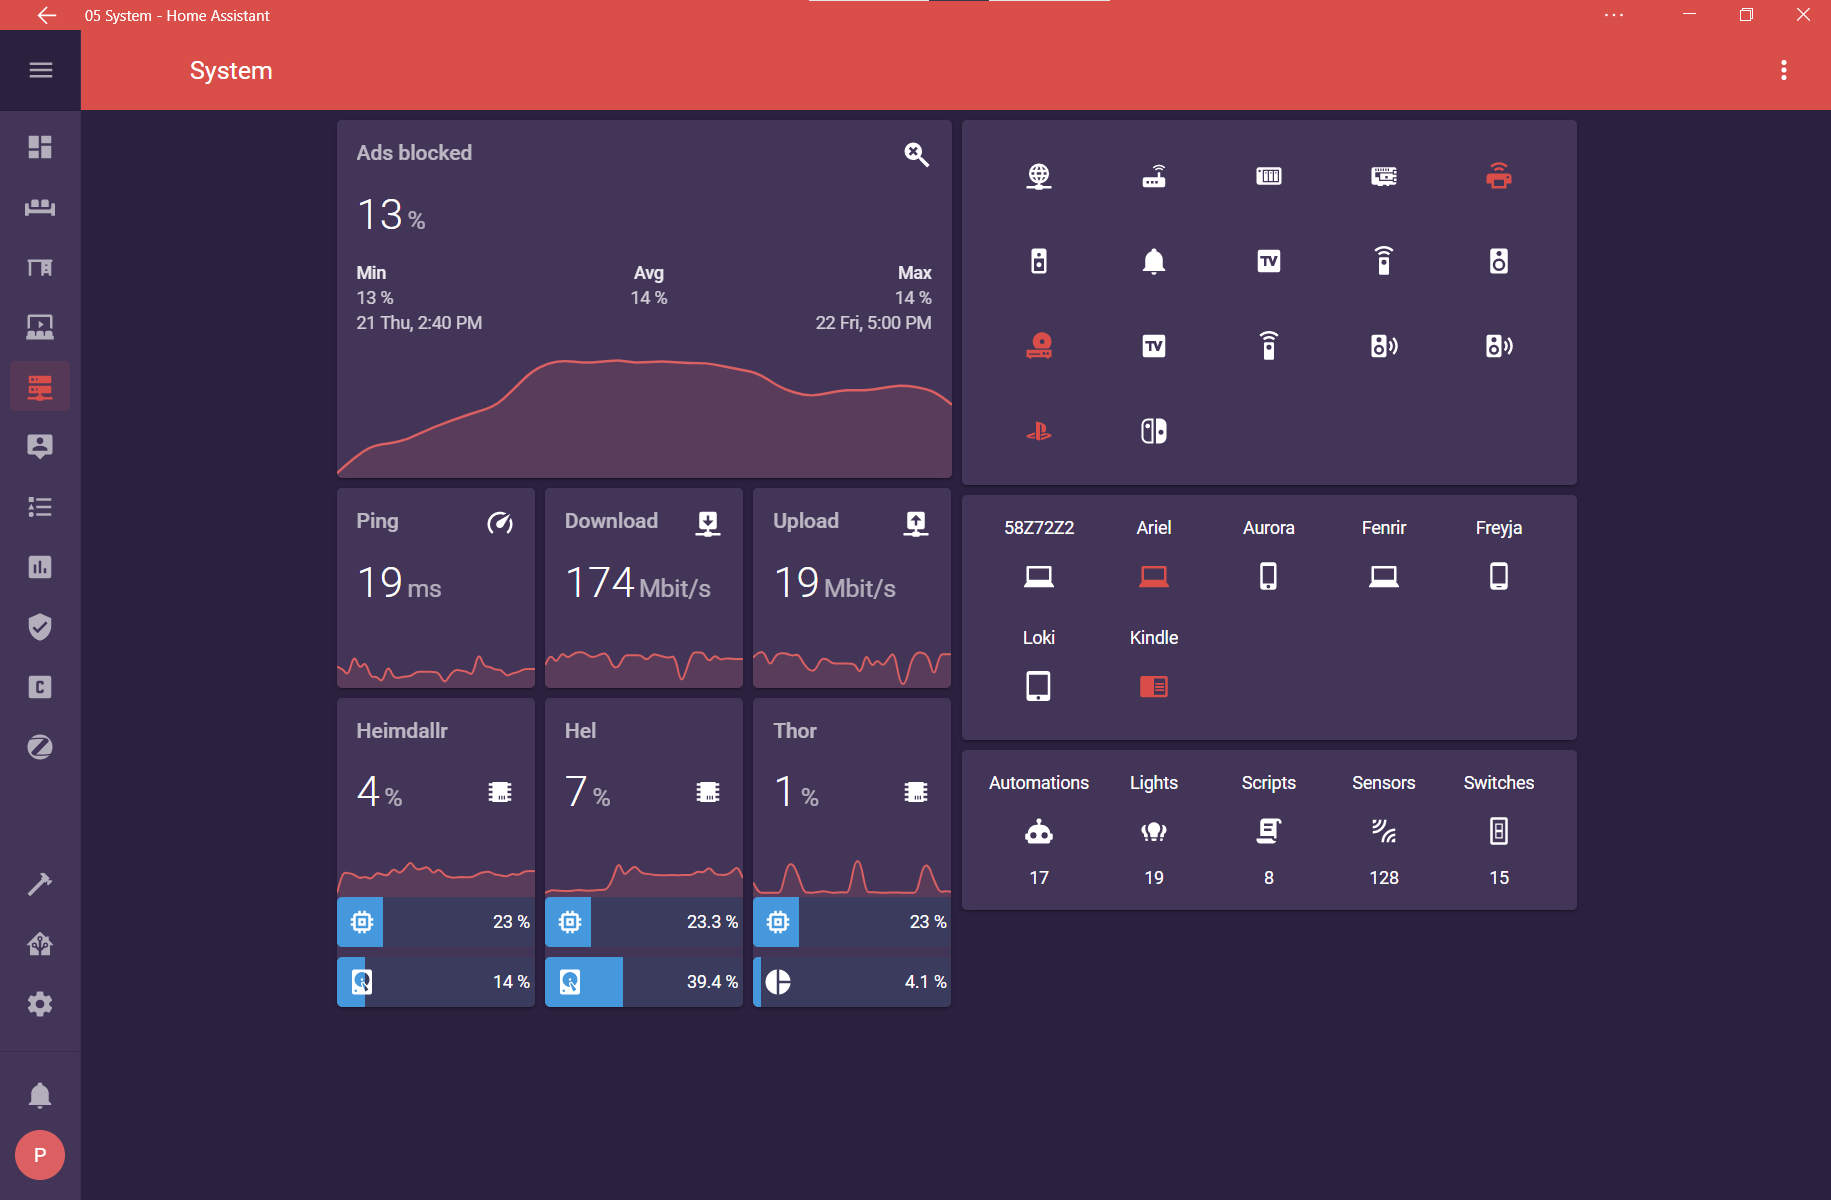 05 System - Home Assistant
System
Ads blocked
13 %
Min Avg Max
13 % 14 % 14 %
21 Thu, 2:40 PM 22 Fri, 5:00 PM
Ping
19 ms
Download
174 Mbit/s
Upload
19 Mbit/s
Heimdallr
4 %
23 %
14 %
Hel
7 %
23.3 %
39.4 %
Thor
1 %
23 %
4.1 %
TV
TV
58Z72Z2 Ariel Aurora Fenrir Freyja
Loki Kindle
Automations Lights Scripts Sensors Switches
17 19 8 128 15
C
P